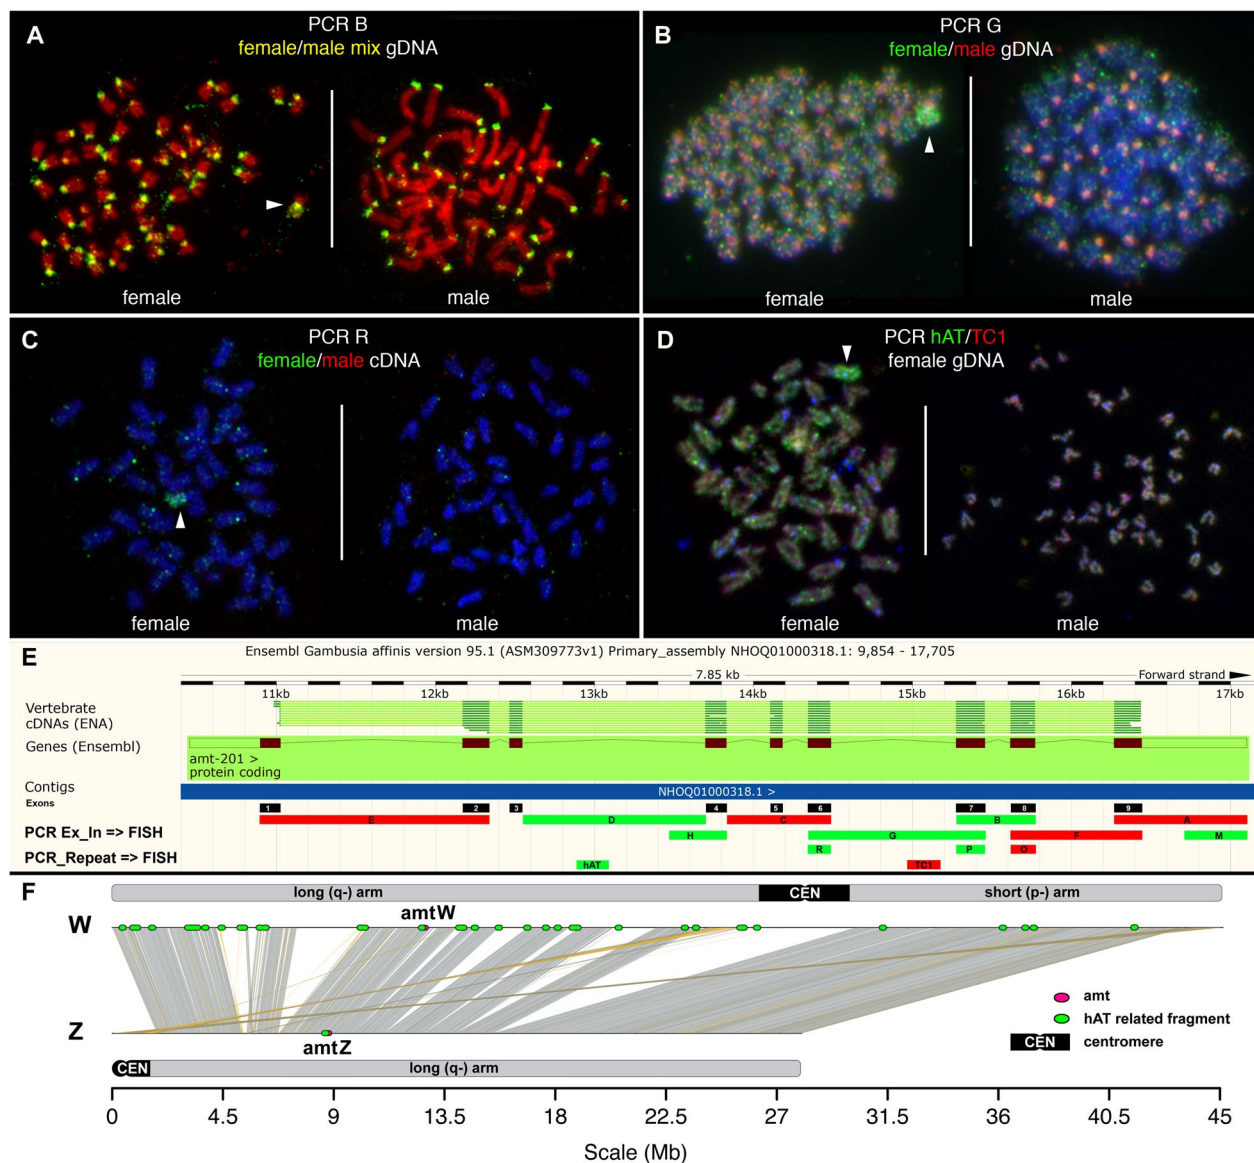 A
PCR B
female/male mix gDNA
female
male
B
PCR G
female/male gDNA
female
male
C
PCR R
female/male cDNA
female
male
D
PCR hAT/TC1
female gDNA
female
male
E
Ensembl Gambusia affinis version 95.1 (ASM309773v1) Primary_assembly NHOQ01000318.1: 9,854 - 17,705
7.85 kb
Forward strand
11kb 12kb 13kb 14kb 15kb 16kb 17kb
Vertebrate
cDNAs (ENA)
Genes (Ensembl)
amt-201 >
protein coding
Contigs
NHOQ01000318.1 >
Exons
1 2 3 4 5 6 7 8 9
E D C B A
PCR Ex_In => FISH
H G F M
R P O
PCR_Repeat => FISH
hAT TC1
F
long (q-) arm CEN short (p-) arm
amtW
W
Z
amtZ
amt
hAT related fragment
CEN centromere
CEN long (q-) arm
0 4.5 9 13.5 18 22.5 27 31.5 36 40.5 45
Scale (Mb)